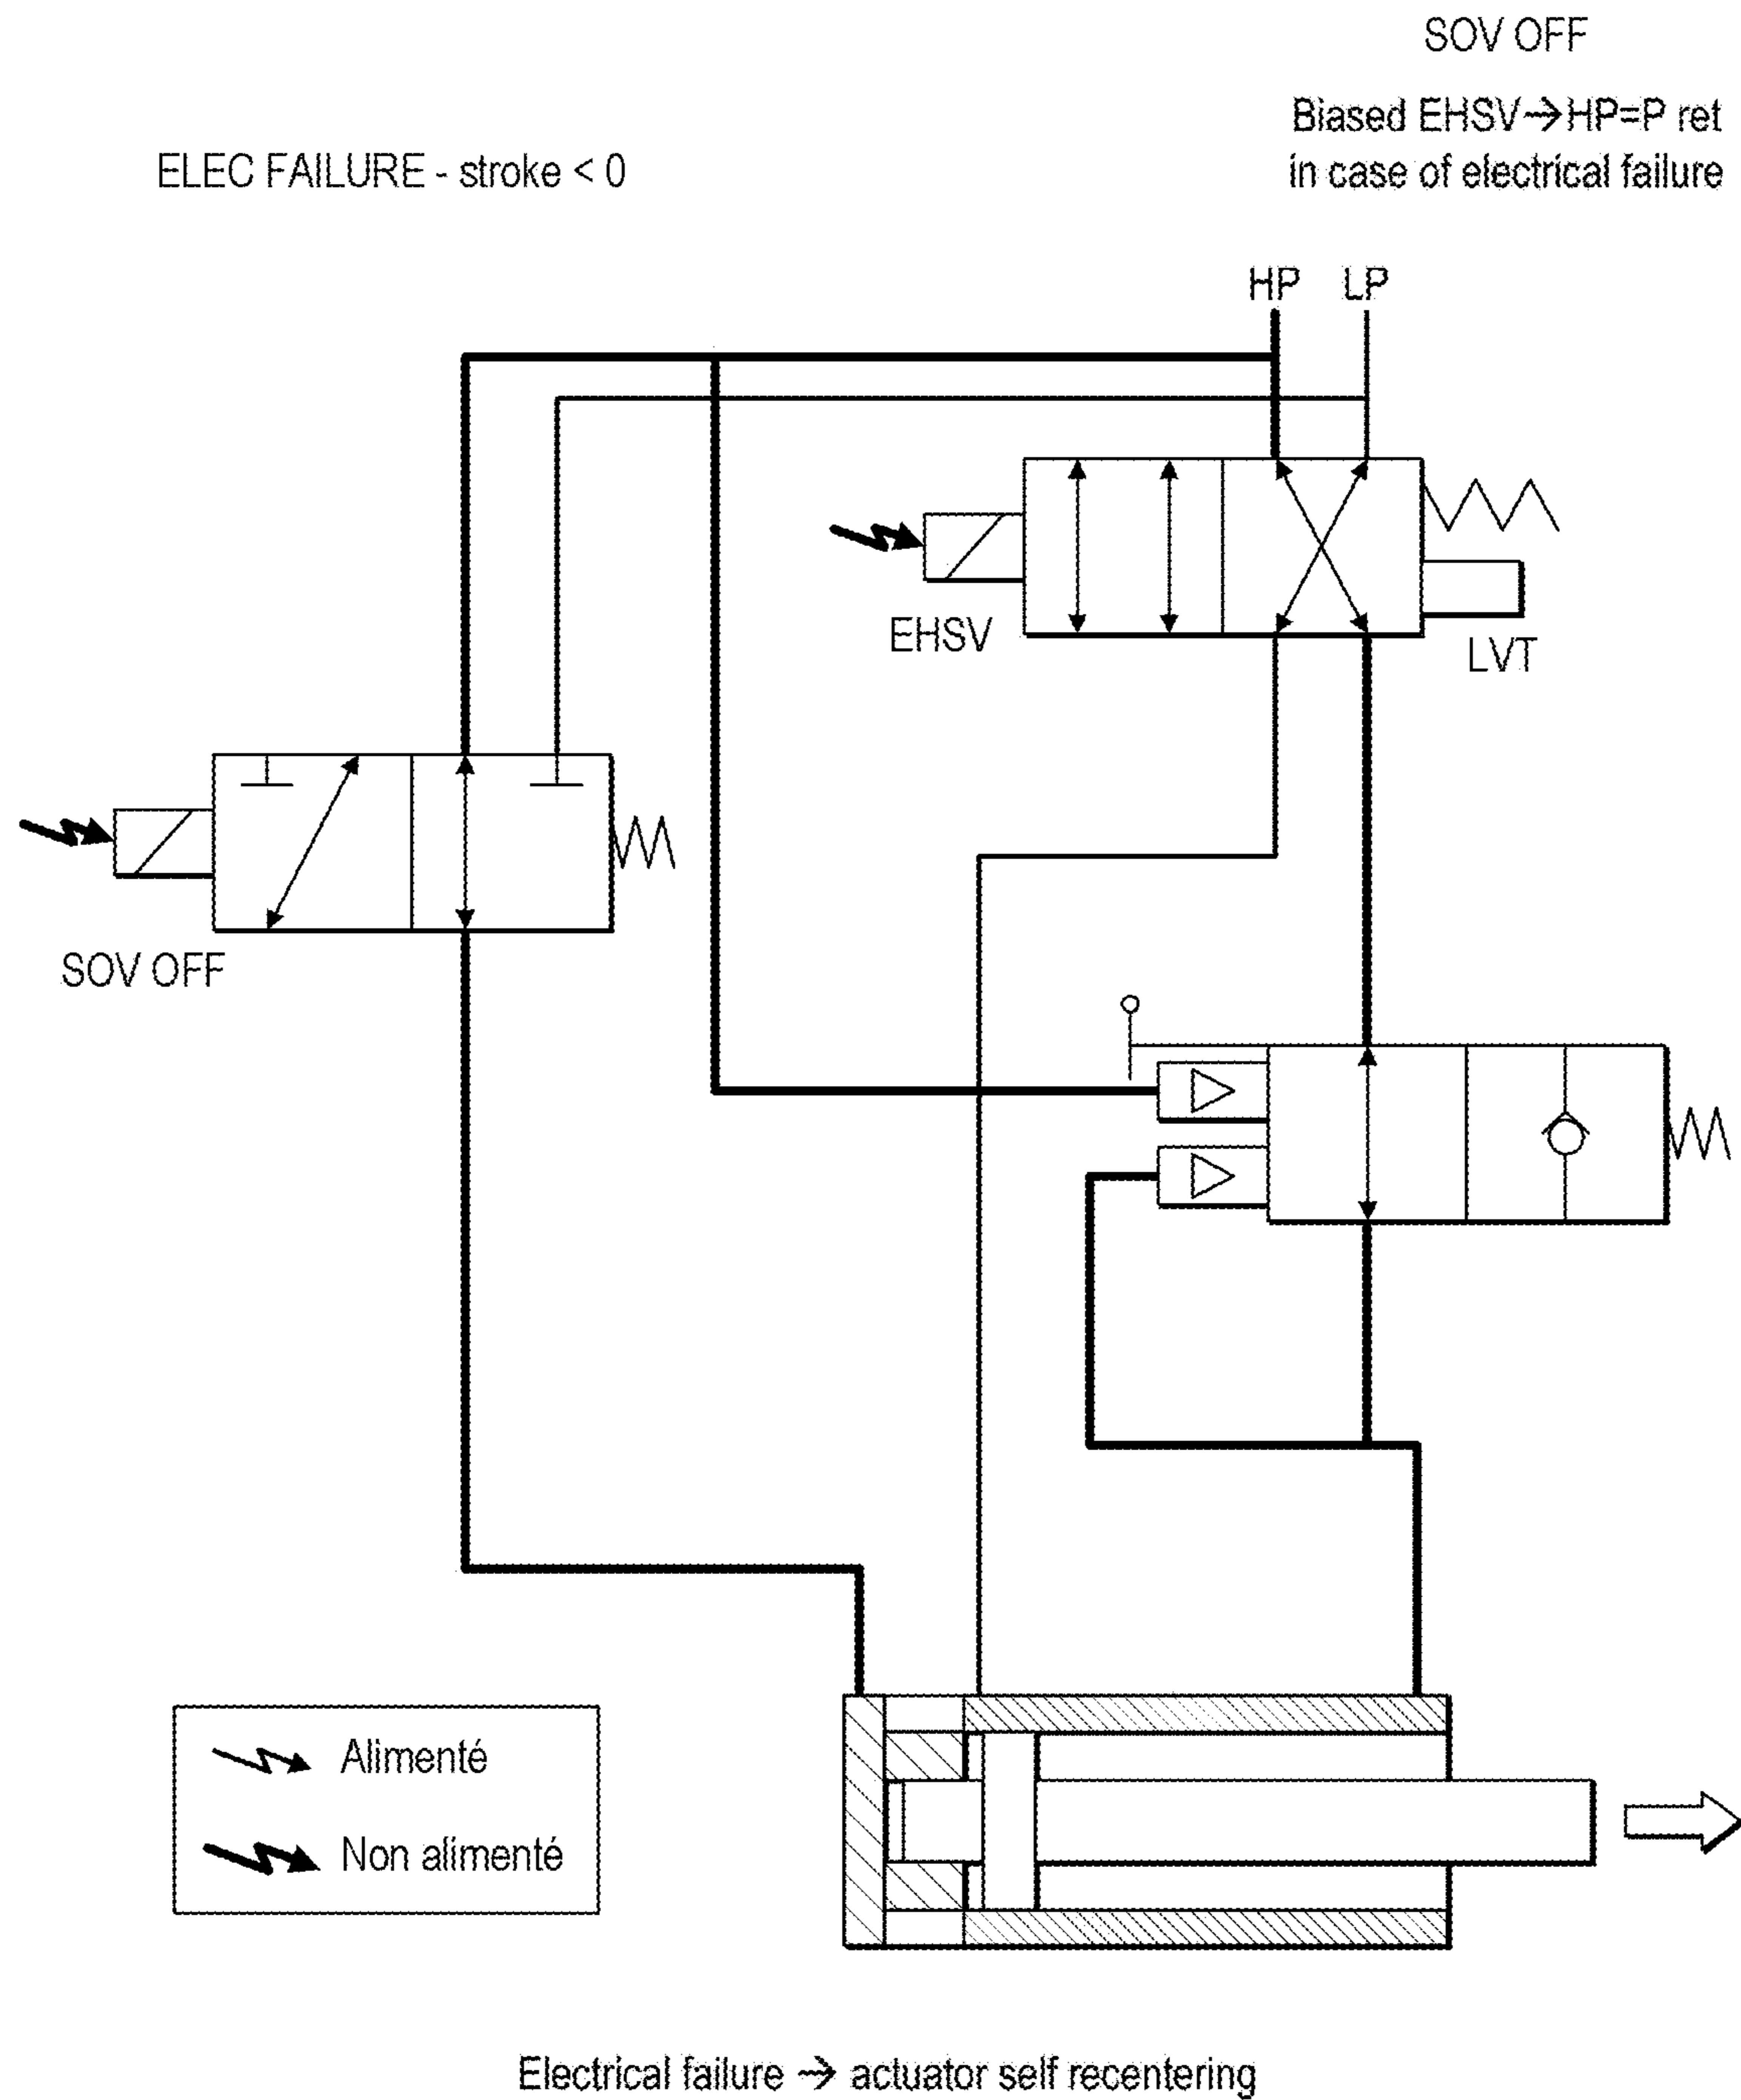 SOV OFF
Biased EHSV→HP=P ret
in case of electrical failure
ELEC FAILURE - stroke < 0
HP LP
EHSV
LVT
SOV OFF
Alimenté
Non alimenté
Electrical failure → actuator self recentering